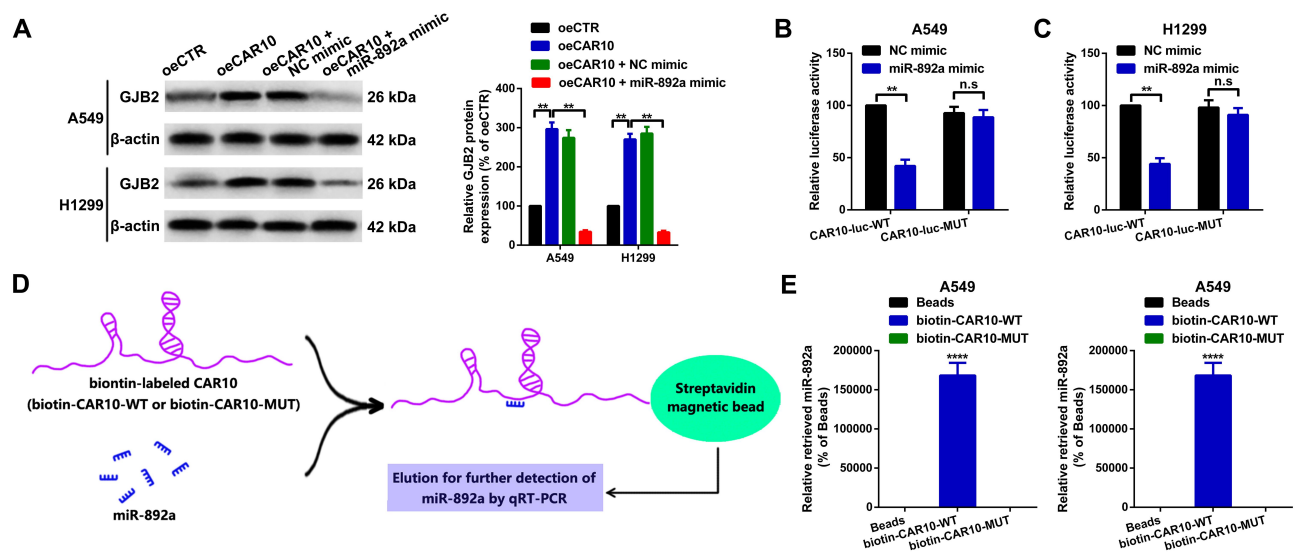 A
oeCTR
oeCAR10
oeCAR10 +
NC mimic
oeCAR10 +
miR-892a mimic
A549
GJB2
26 kDa
β-actin
42 kDa
H1299
GJB2
26 kDa
β-actin
42 kDa
oeCTR
oeCAR10
oeCAR10 + NC mimic
oeCAR10 + miR-892a mimic
Relative GJB2 protein
expression (% of oeCTR)
400
300
200
100
0
** ** ** **
A549 H1299
B
A549
NC mimic
miR-892a mimic
Relative luciferase activity
150
100
50
0
** n.s
CAR10-luc-WT
CAR10-luc-MUT
C
H1299
NC mimic
miR-892a mimic
Relative luciferase activity
150
100
50
0
** n.s
CAR10-luc-WT
CAR10-luc-MUT
D
biontin-labeled CAR10
(biotin-CAR10-WT or biotin-CAR10-MUT)
miR-892a
Streptavidin
magnetic bead
Elution for further detection of
miR-892a by qRT-PCR
E
A549
Beads
biotin-CAR10-WT
biotin-CAR10-MUT
Relative retrieved miR-892a
(% of Beads)
200000
150000
100000
50000
0
****
Beads
biotin-CAR10-WT
biotin-CAR10-MUT
A549
Beads
biotin-CAR10-WT
biotin-CAR10-MUT
Relative retrieved miR-892a
(% of Beads)
200000
150000
100000
50000
0
****
Beads
biotin-CAR10-WT
biotin-CAR10-MUT